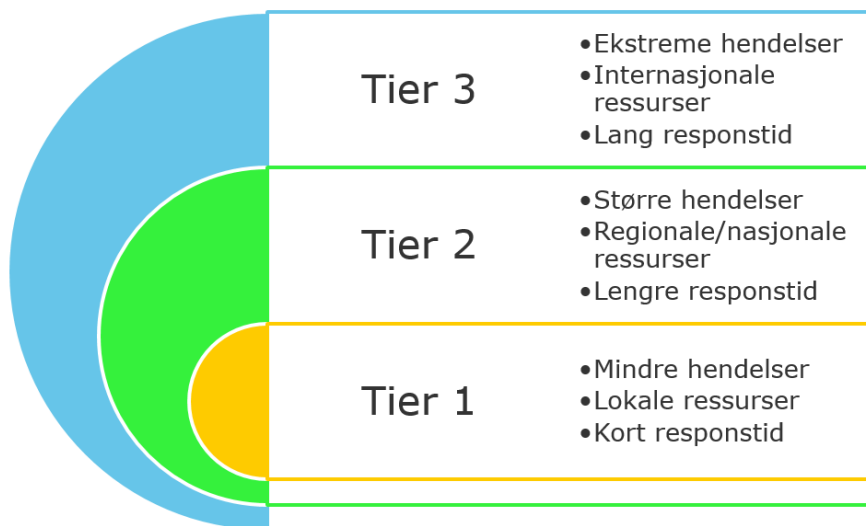 Tier 3
•Ekstreme hendelser
•Internasjonale
ressurser
•Lang responstid
Tier 2
•Større hendelser
•Regionale/nasjonale
ressurser
•Lengre responstid
Tier 1
•Mindre hendelser
•Lokale ressurser
•Kort responstid